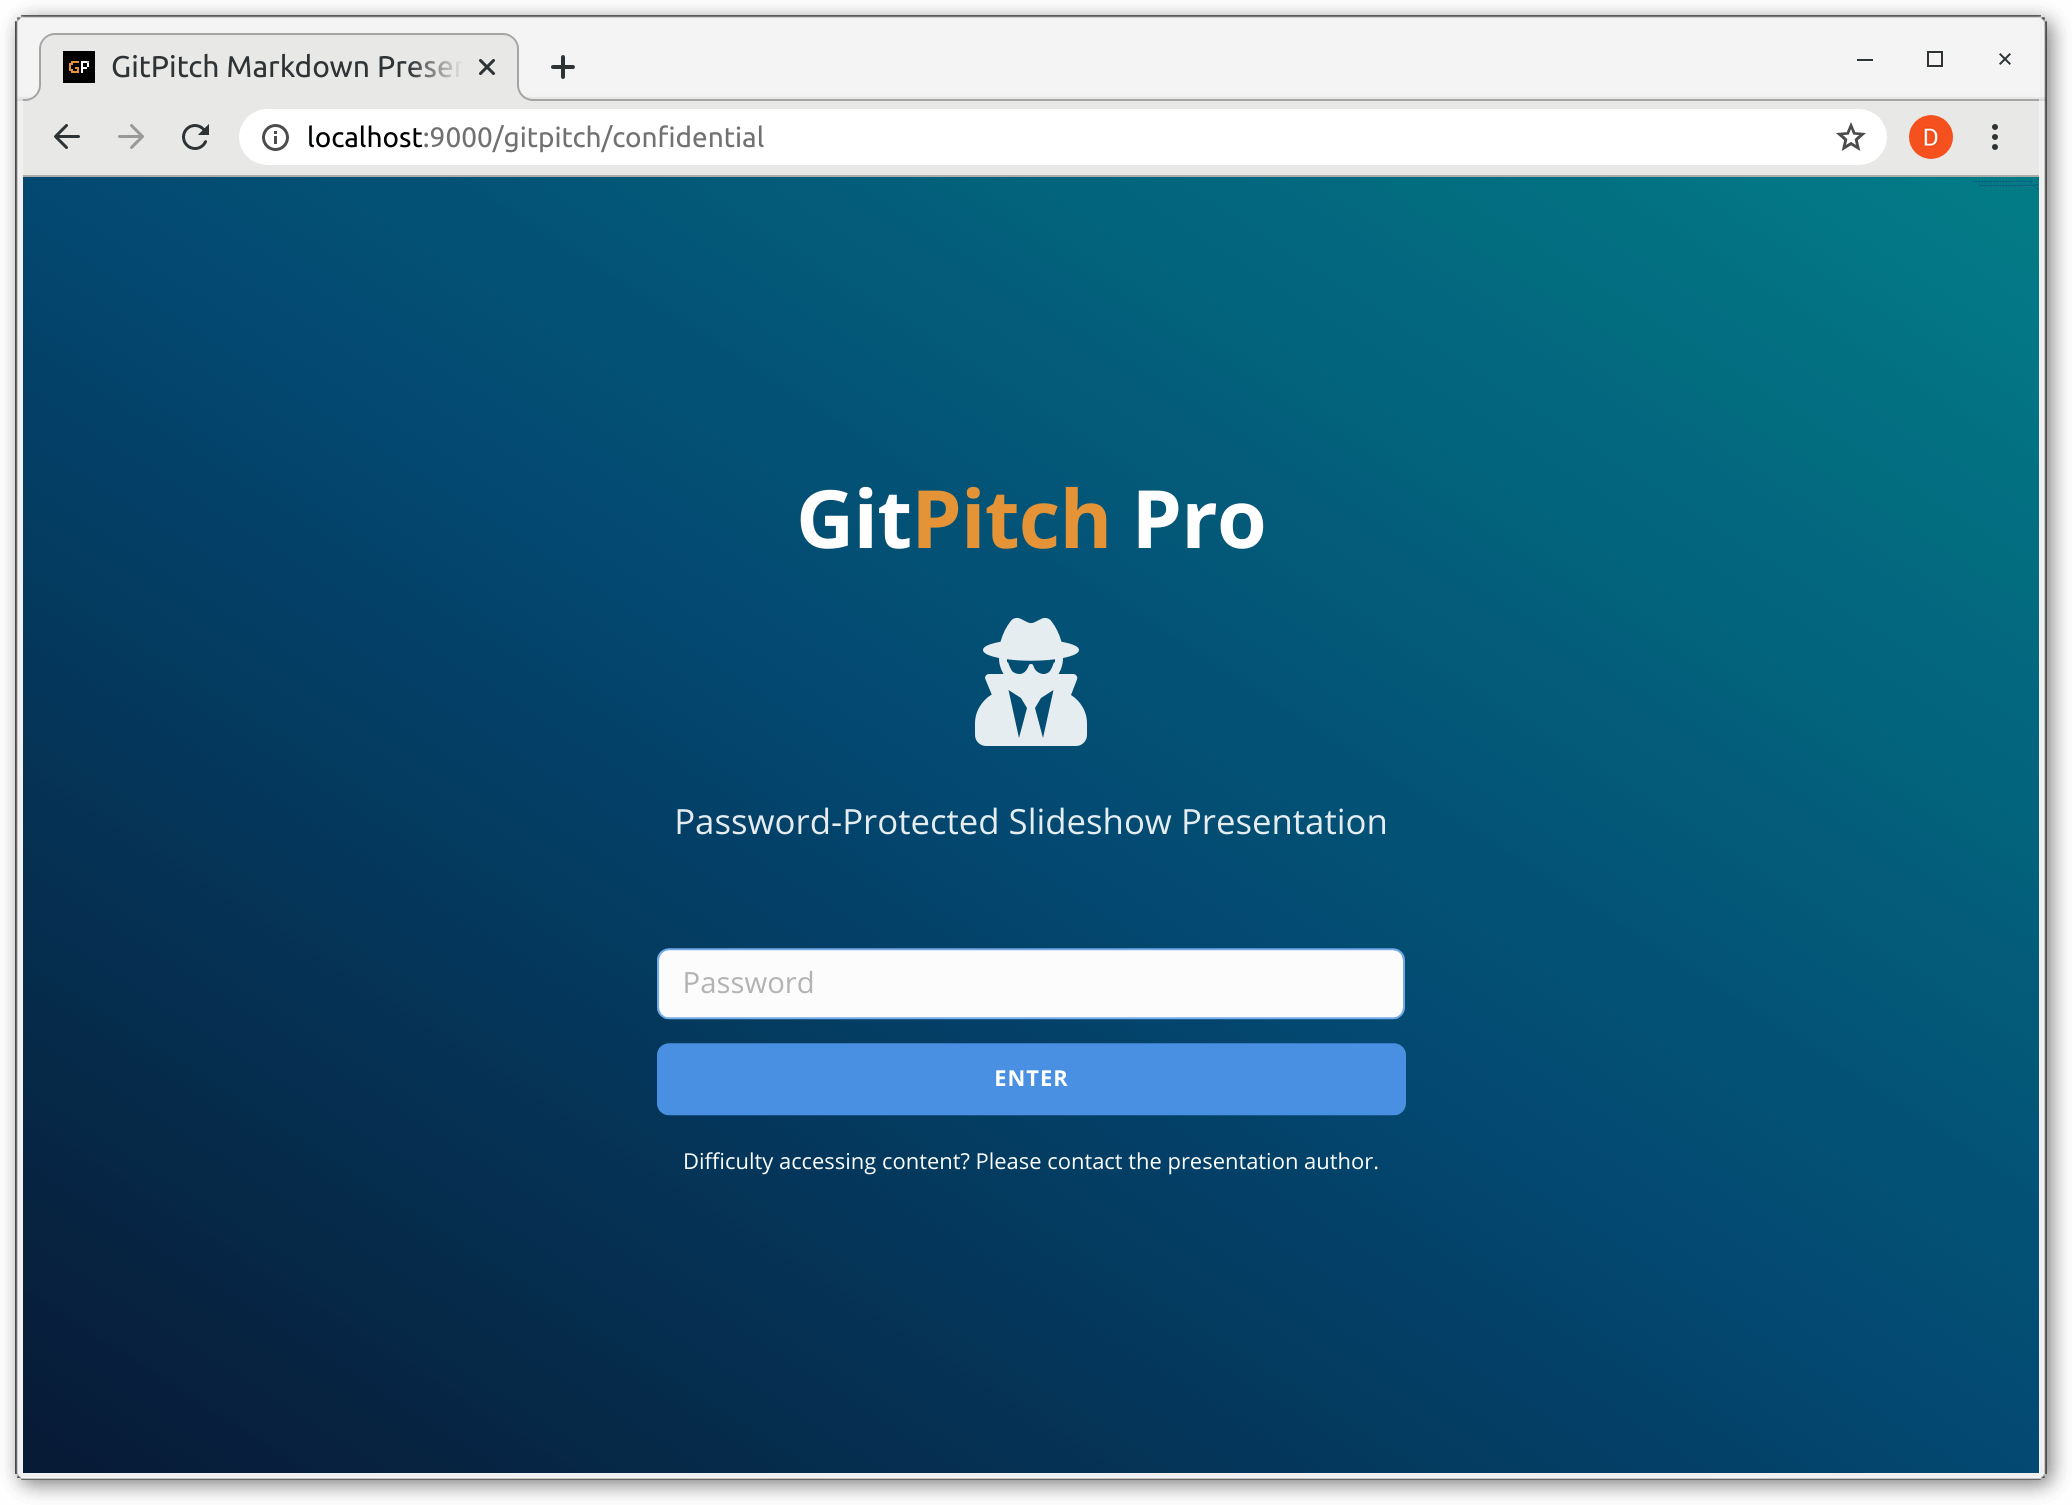 GP GitPitch Markdown Preser
localhost:9000/gitpitch/confidential
D
GitPitch Pro
Password-Protected Slideshow Presentation
Password
ENTER
Difficulty accessing content? Please contact the presentation author.